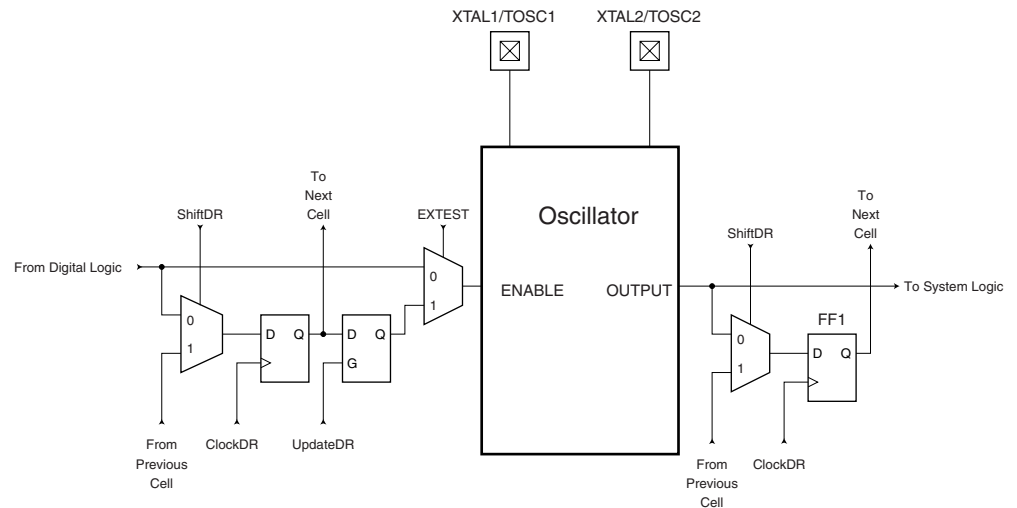 XTAL1/TOSC1
XTAL2/TOSC2
To
Next
Cell
ShiftDR
EXTEST
Oscillator
From Digital Logic
0
1
ENABLE
OUTPUT
0
1
D
Q
D
Q
G
From
Previous
Cell
ClockDR
UpdateDR
To
Next
Cell
ShiftDR
To System Logic
FF1
0
1
D
Q
From
Previous
Cell
ClockDR